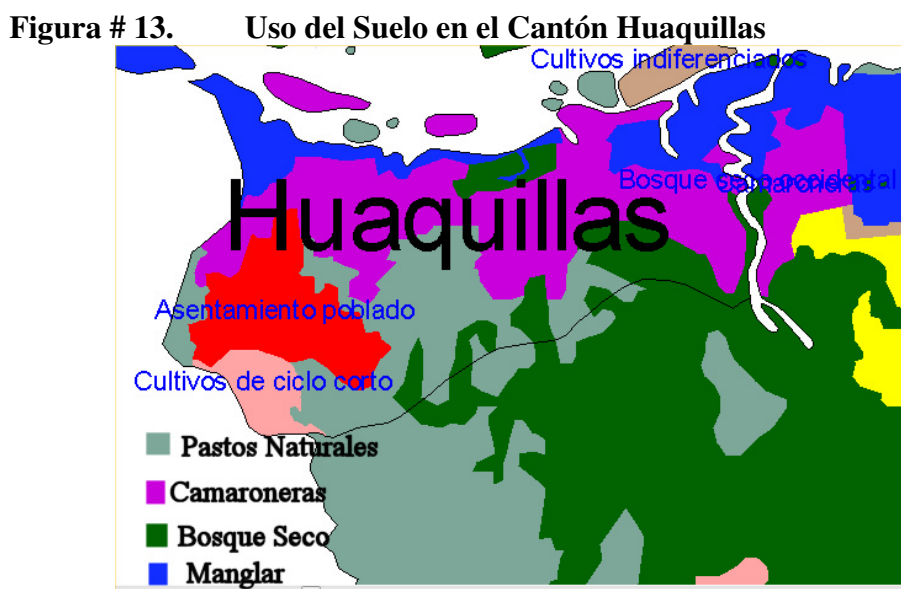 Figura # 13. Uso del Suelo en el Cantón Huaquillas
Cultivos indiferenciados
Bosque seco occidental
Camaroneras
Huaquillas
Asentamiento poblado
Cultivos de ciclo corto
Pastos Naturales
Camaroneras
Bosque Seco
Manglar